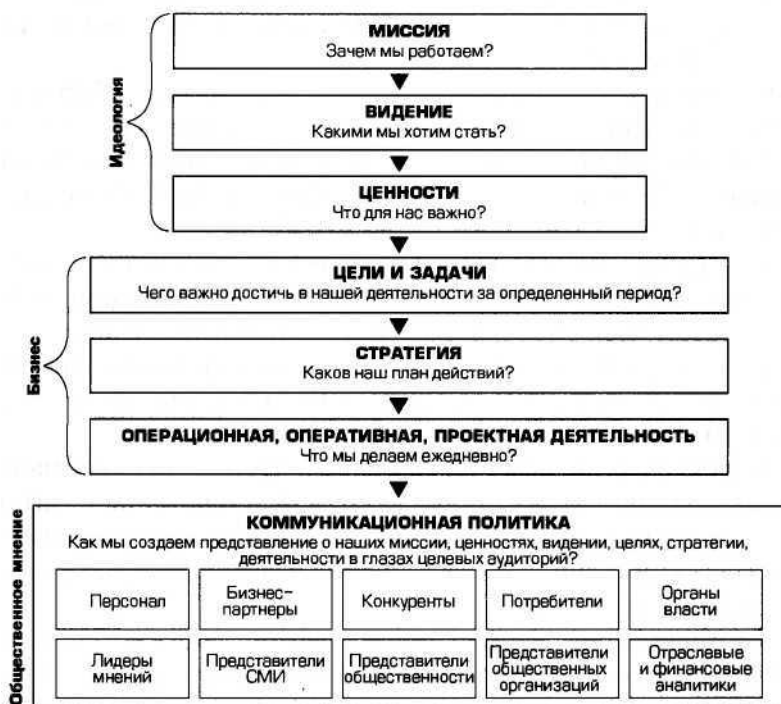 Идеология
МИССИЯ
Зачем мы работаем?
ВИДЕНИЕ
Какими мы хотим стать?
ЦЕННОСТИ
Что для нас важно?
Бизнес
ЦЕЛИ И ЗАДАЧИ
Чего важно достичь в нашей деятельности за определенный период?
СТРАТЕГИЯ
Каков наш план действий?
ОПЕРАЦИОННАЯ, ОПЕРАТИВНАЯ, ПРОЕКТНАЯ ДЕЯТЕЛЬНОСТЬ
Что мы делаем ежедневно?
Общественное мнение
КОММУНИКАЦИОННАЯ ПОЛИТИКА
Как мы создаем представление о наших миссии, ценностях, видении, целях, стратегии,
деятельности в глазах целевых аудиторий?
Персонал
Бизнес-
партнеры
Конкуренты
Потребители
Органы
власти
Лидеры
мнений
Представители
СМИ
Представители
общественности
Представители
общественных
организаций
Отраслевые
и финансовые
аналитики